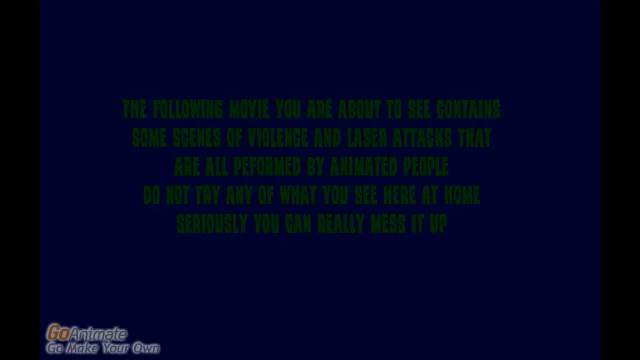 THE FOLLOWING MOVIE YOU ARE ABOUT TO SEE CONTAINS
SOME SCENES OF VIOLENCE AND LASER ATTACKS THAT
ARE ALL PEFORMED BY ANIMATED PEOPLE
DO NOT TRY ANY OF WHAT YOU SEE HERE AT HOME
SERIOUSLY YOU CAN REALLY MESS IT UP
GoAnimate
Go Make Your Own